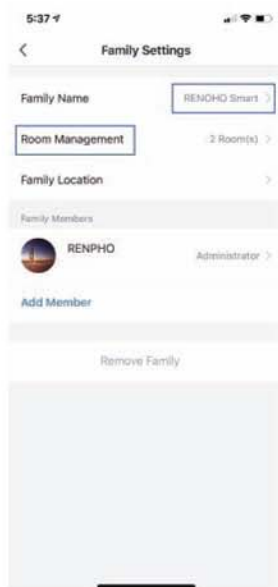 5:37
Family Settings
Family Name RENOHO Smart
Room Management 2 Room(s)
Family Location
Family Members
RENPHO Administrator
Add Member
Remove Family